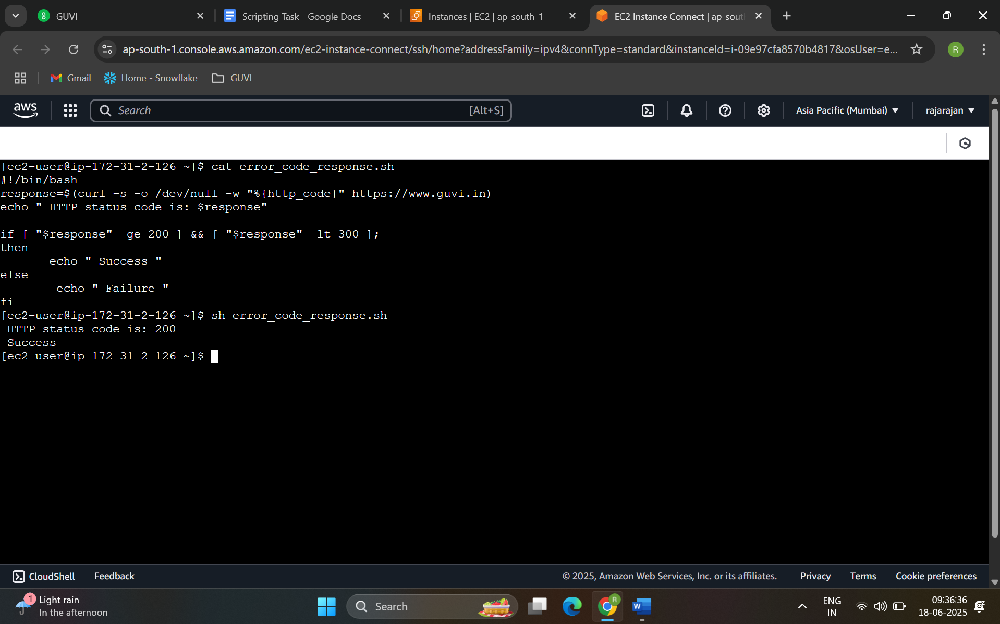 GUVI
Scripting Task - Google Docs
Instances | EC2 | ap-south-1
EC2 Instance Connect | ap-sout
ap-south-1.console.aws.amazon.com/ec2-instance-connect/ssh/home?addressFamily=ipv4&connType=standard&instanceId=i-09e97cfa8570b4817&osUser=e...
R
Gmail
Home - Snowflake
GUVI
aws
Search
[Alt+S]
Asia Pacific (Mumbai)
rajarajan
[ec2-user@ip-172-31-2-126 ~]$ cat error_code_response.sh
#!/bin/bash
response=$(curl -s -o /dev/null -w "%{http_code}" https://www.guvi.in)
echo " HTTP status code is: $response"
if [ "$response" -ge 200 ] && [ "$response" -lt 300 ];
then
        echo " Success "
else
         echo " Failure "
fi
[ec2-user@ip-172-31-2-126 ~]$ sh error_code_response.sh
 HTTP status code is: 200
 Success
[ec2-user@ip-172-31-2-126 ~]$
CloudShell
Feedback
© 2025, Amazon Web Services, Inc. or its affiliates.
Privacy
Terms
Cookie preferences
1
Light rain
In the afternoon
Search
R
W
ENG
IN
09:36:36
18-06-2025